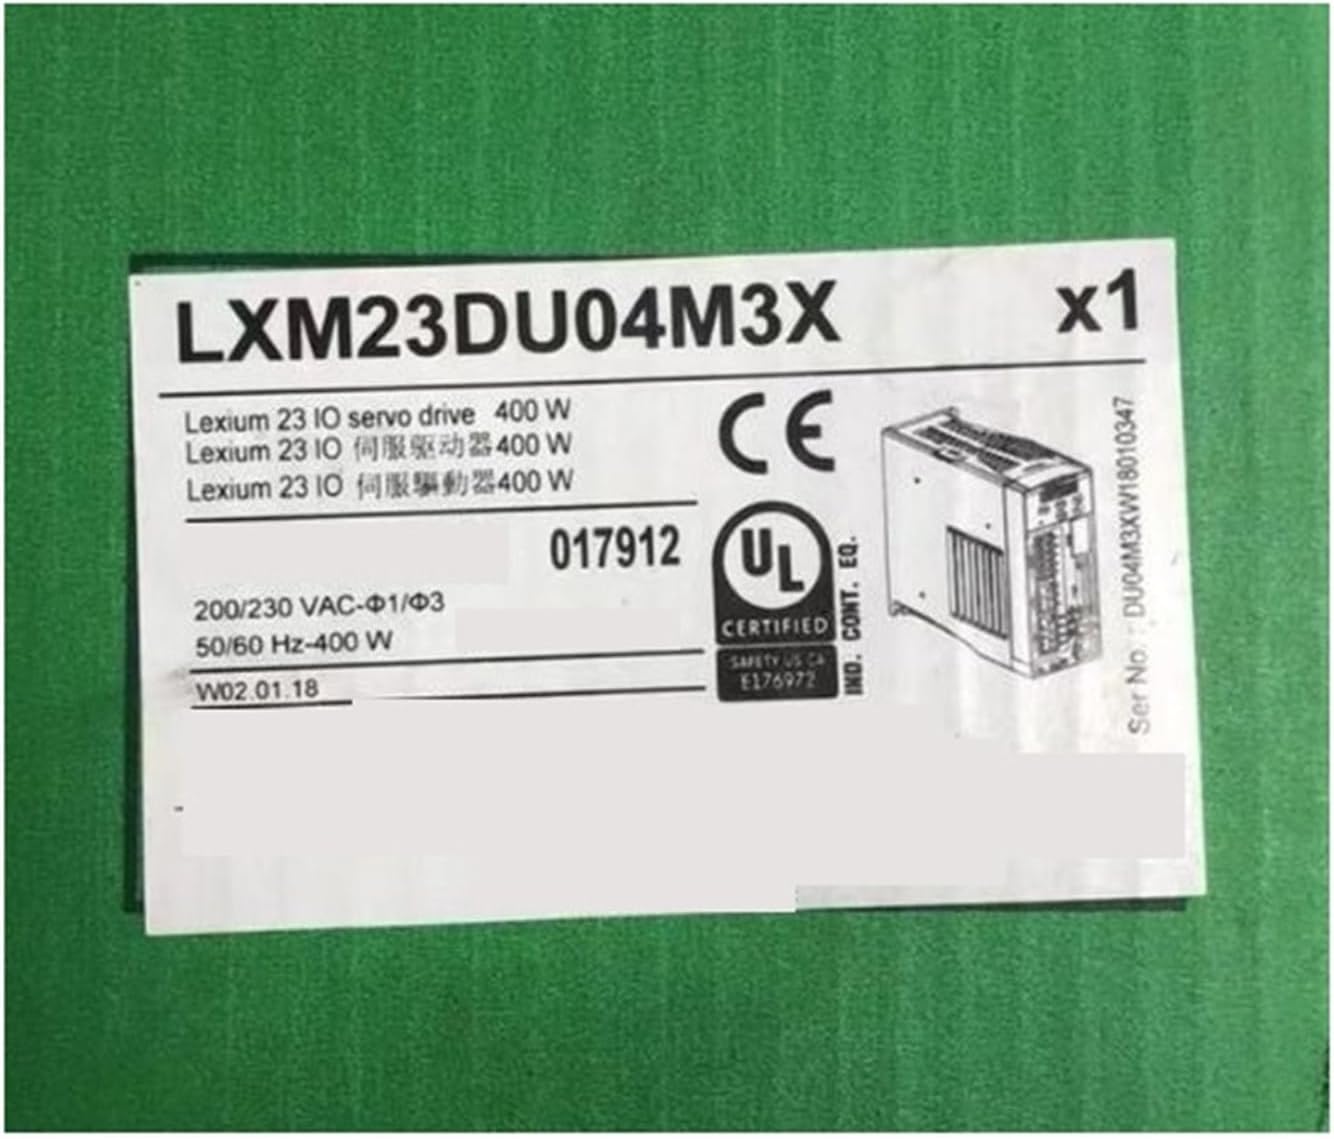 LXM23DU04M3X x1
Lexium 23 IO servo drive 400 W
Lexium 23 IO 伺服驱动器400 W
Lexium 23 IO 伺服驅動器400 W
017912
200/230 VAC-Φ1/Φ3
50/60 Hz-400 W
W02.01.18
CE
UL
CERTIFIED
SAFETY US CA
E176972
IND. CONT. EQ.
Ser No. : DU04M3XW18010347